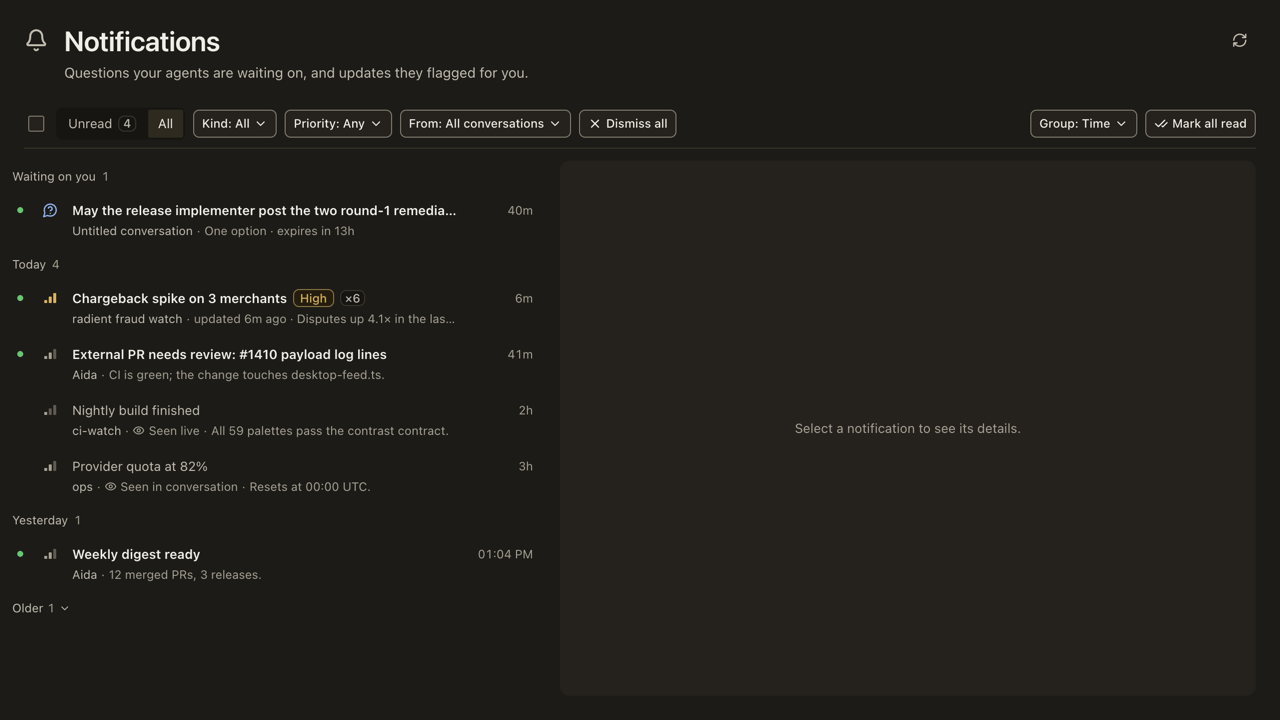 Notifications
Questions your agents are waiting on, and updates they flagged for you.
Unread 4 All Kind: All Priority: Any From: All conversations Dismiss all Group: Time Mark all read
Waiting on you 1
May the release implementer post the two round-1 remedia... 40m
Untitled conversation · One option · expires in 13h
Today 4
Chargeback spike on 3 merchants High ×6 6m
radient fraud watch · updated 6m ago · Disputes up 4.1× in the las...
External PR needs review: #1410 payload log lines 41m
Aida · CI is green; the change touches desktop-feed.ts.
Nightly build finished 2h
ci-watch · Seen live · All 59 palettes pass the contrast contract.
Provider quota at 82% 3h
ops · Seen in conversation · Resets at 00:00 UTC.
Yesterday 1
Weekly digest ready 01:04 PM
Aida · 12 merged PRs, 3 releases.
Older 1
Select a notification to see its details.